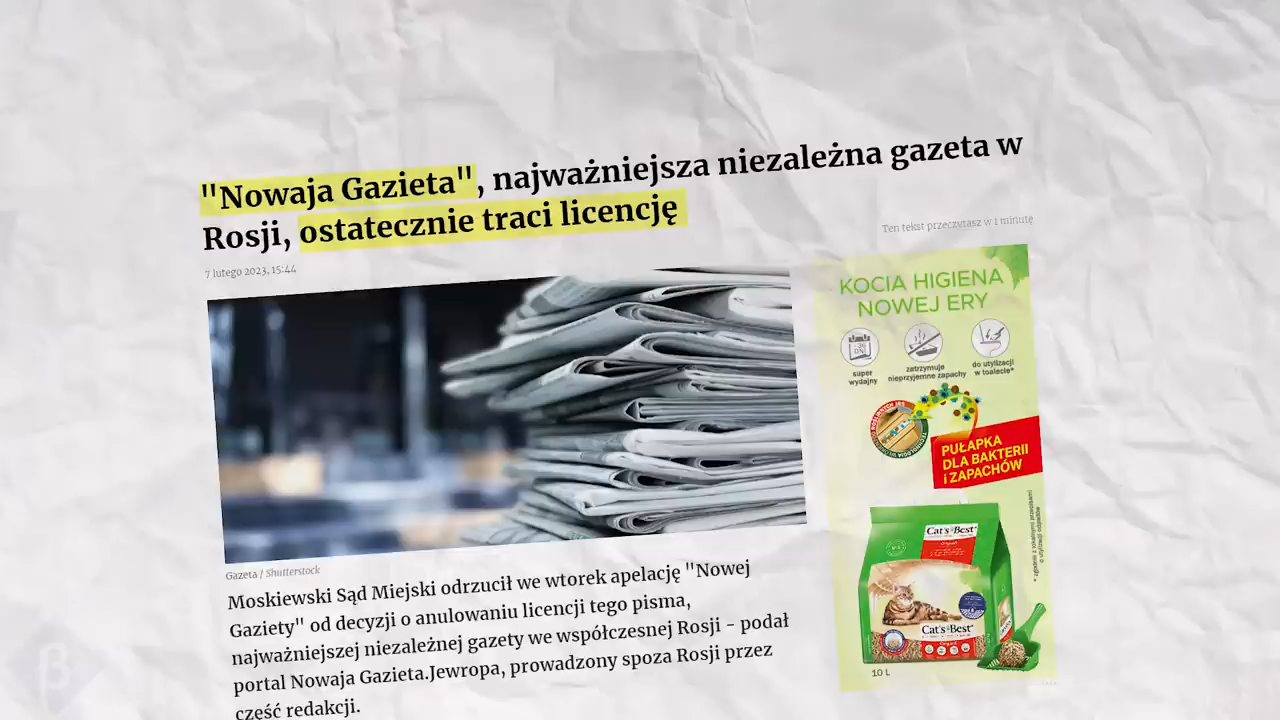 "Nowaja Gazieta", najważniejsza niezależna gazeta w
Rosji, ostatecznie traci licencję
Ten tekst przeczytasz w 1 minutę
7 lutego 2023, 15:44
KOCIA HIGIENA
NOWEJ ERY
super
wydajny
zatrzymuje
nieprzyjemne zapachy
do utylizacji
w toalecie*
PUŁAPKA
DLA BAKTERII
I ZAPACHÓW
Cat's Best
Original
Cat's Best
10 L
Gazeta / Shutterstock
Moskiewski Sąd Miejski odrzucił we wtorek apelację "Nowej
Gaziety" od decyzji o anulowaniu licencji tego pisma,
najważniejszej niezależnej gazety we współczesnej Rosji – podał
portal Nowaja Gazieta.Jewropa, prowadzony spoza Rosji przez
część redakcji.
β